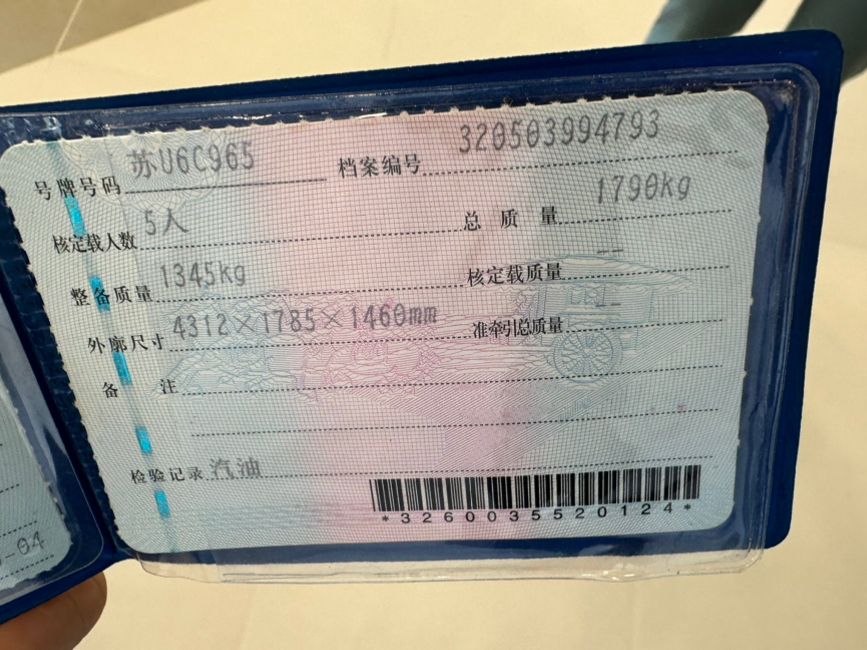 号牌号码 苏U6C965 档案编号 320503994793
核定载人数 5人 总质量 1790kg
整备质量 1345kg 核定载质量 --
外廓尺寸 4312×1785×1460mm 准牵引总质量 --
备注
检验记录 汽油
*3260035520124*
-04